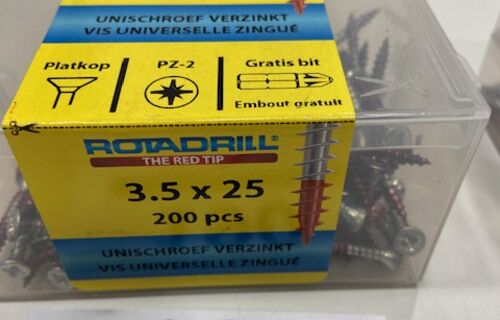 UNISCHROEF VERZINKT
VIS UNIVERSELLE ZINGUÉ
Platkop
PZ-2
Gratis bit
Embout gratuit
ROTADRILL®
THE RED TIP
3.5 x 25
200 pcs
UNISCHROEF VERZINKT
VIS UNIVERSELLE ZINGUÉ